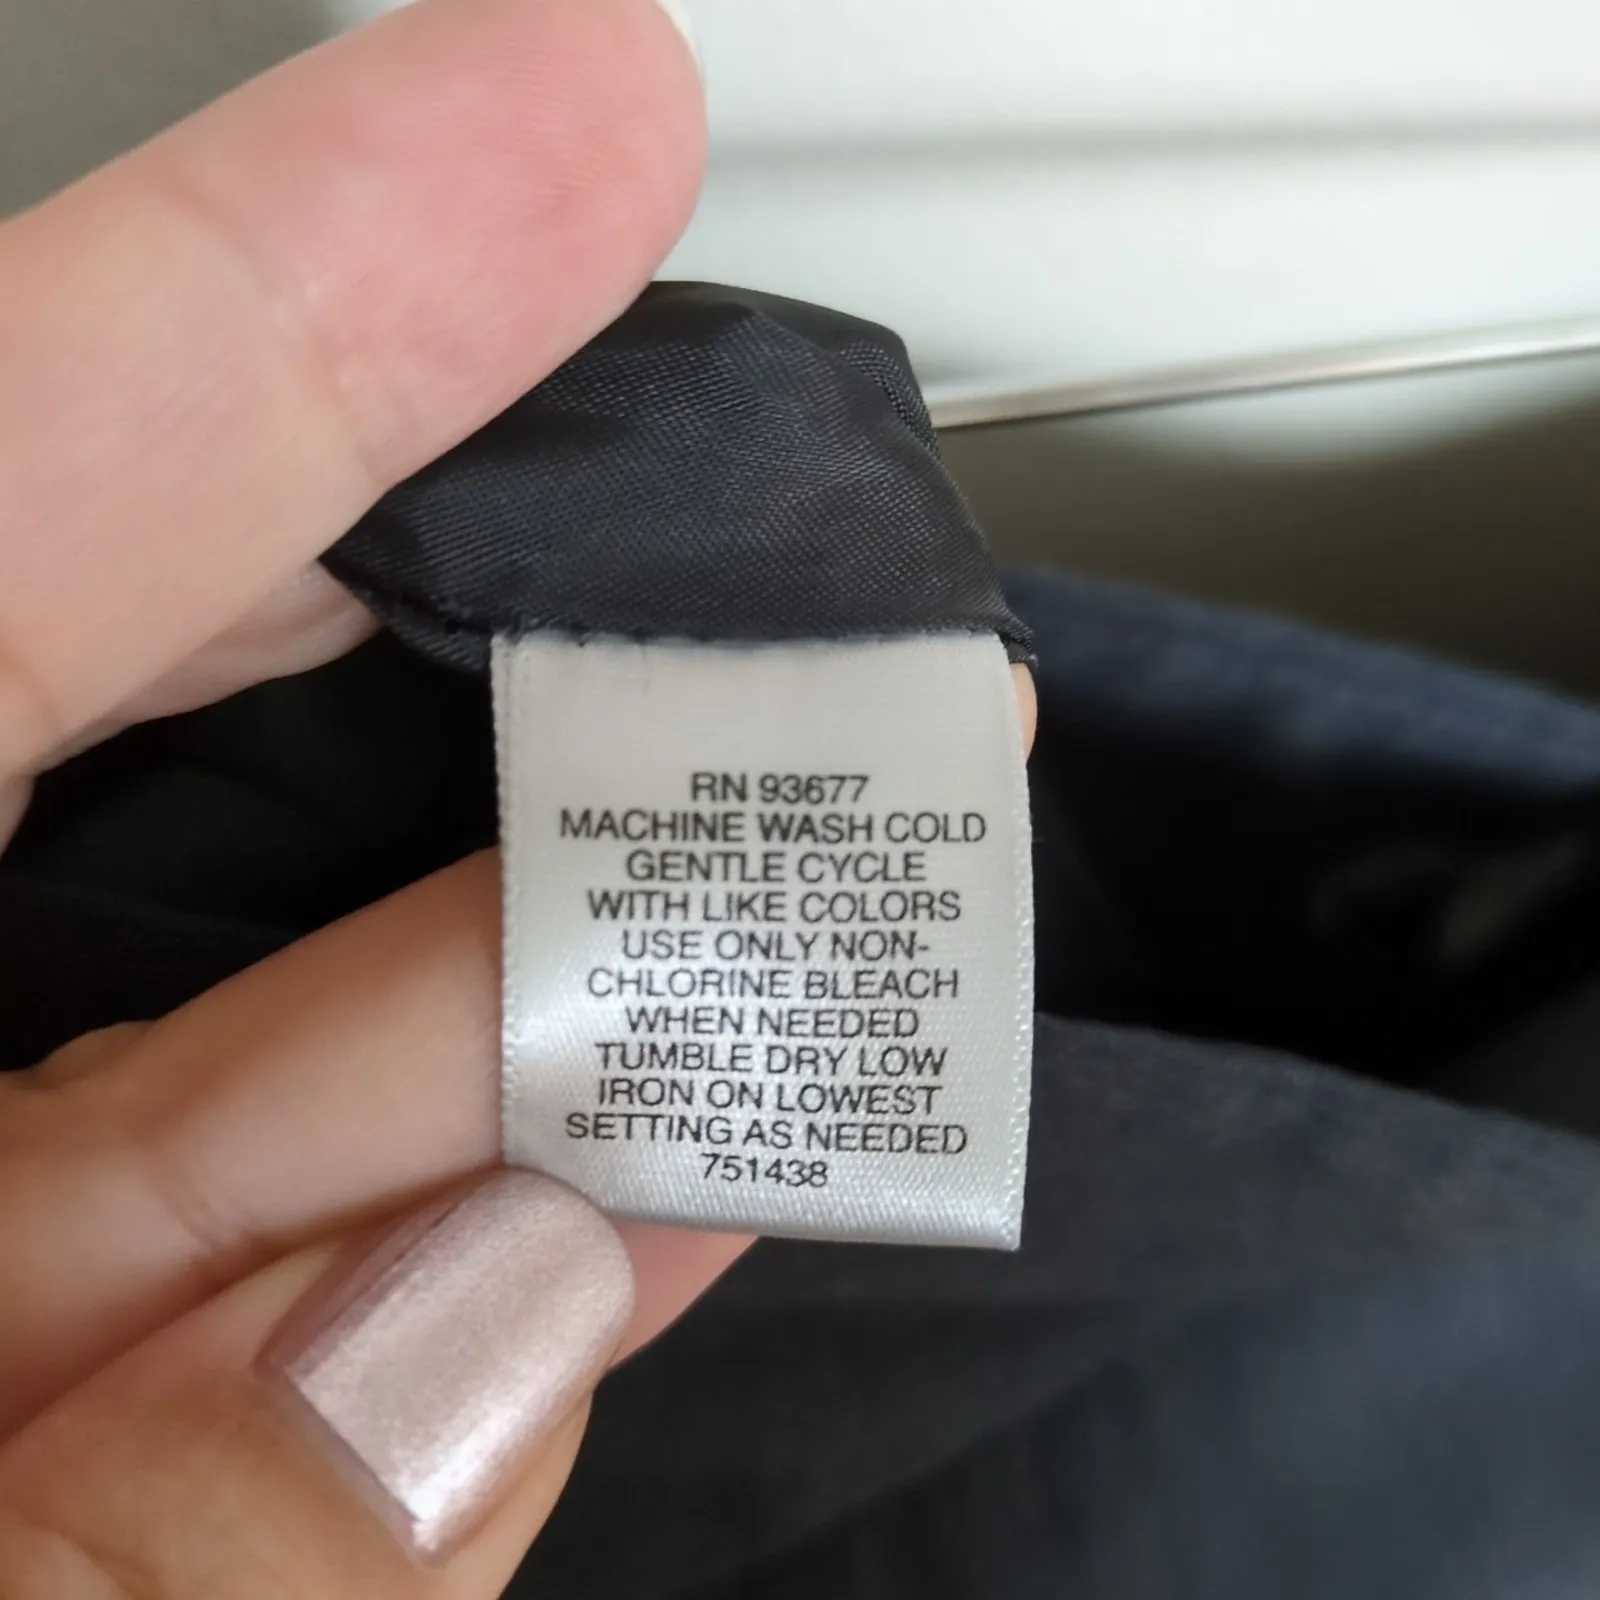 RN 93677
MACHINE WASH COLD
GENTLE CYCLE
WITH LIKE COLORS
USE ONLY NON-
CHLORINE BLEACH
WHEN NEEDED
TUMBLE DRY LOW
IRON ON LOWEST
SETTING AS NEEDED
751438